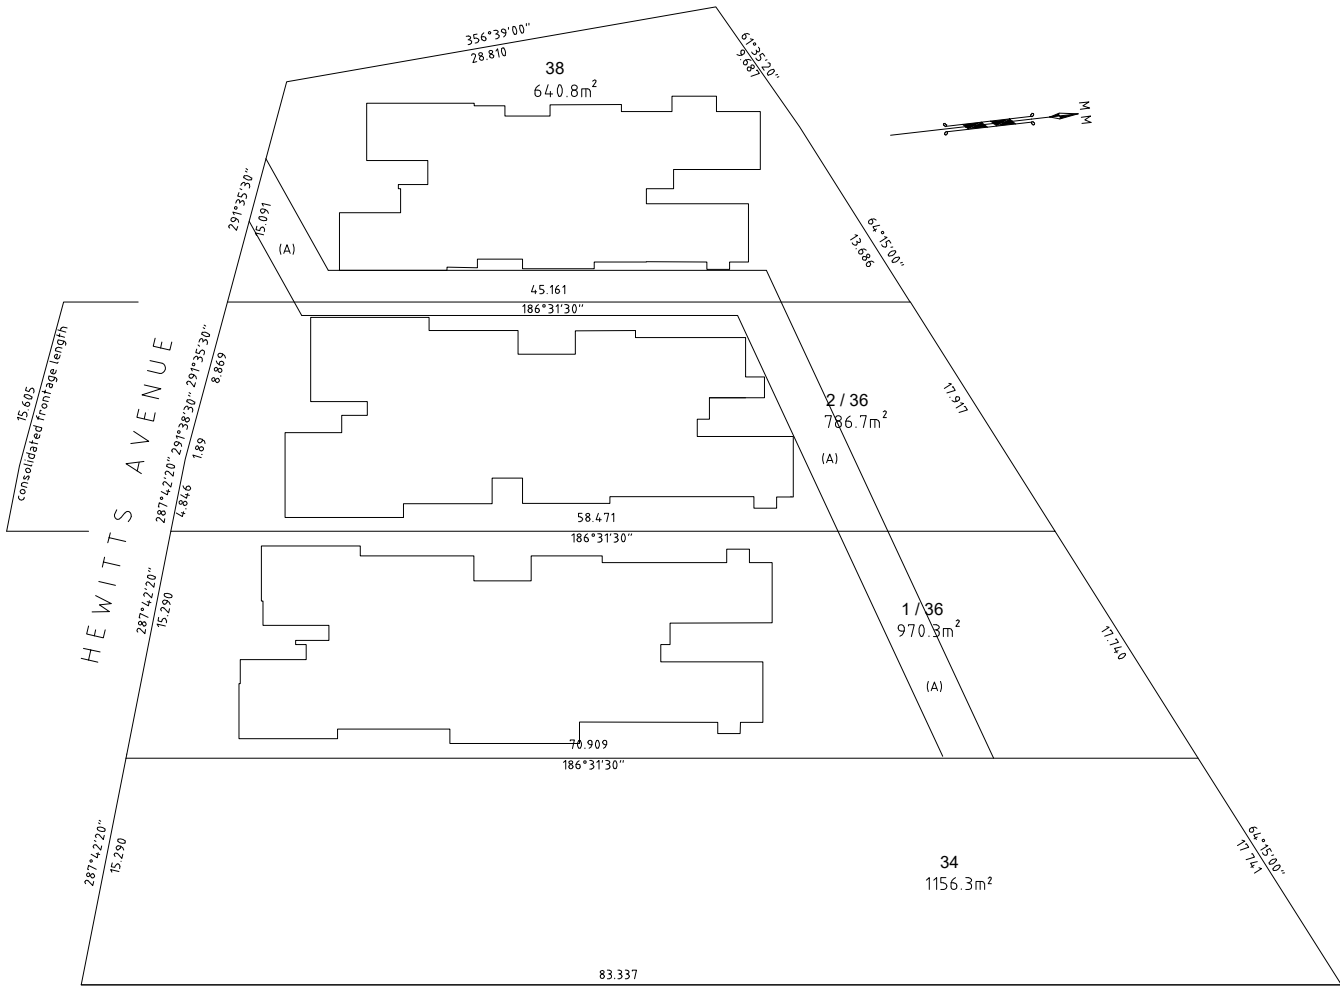 356°39'00"
28.810
61°35'20"
9.687
38
640.8m²
M M
291°35'30"
15.091
(A)
64°15'00"
13.686
45.161
186°31'30"
15.605
consolidated frontage length
HEWITTS AVENUE
291°35'30"
8.869
291°38'30"
1.89
287°42'20"
4.846
17.917
2 / 36
786.7m²
(A)
58.471
186°31'30"
287°42'20"
15.290
1 / 36
970.3m²
(A)
17.740
70.909
186°31'30"
287°42'20"
15.290
34
1156.3m²
64°15'00"
17.741
83.337